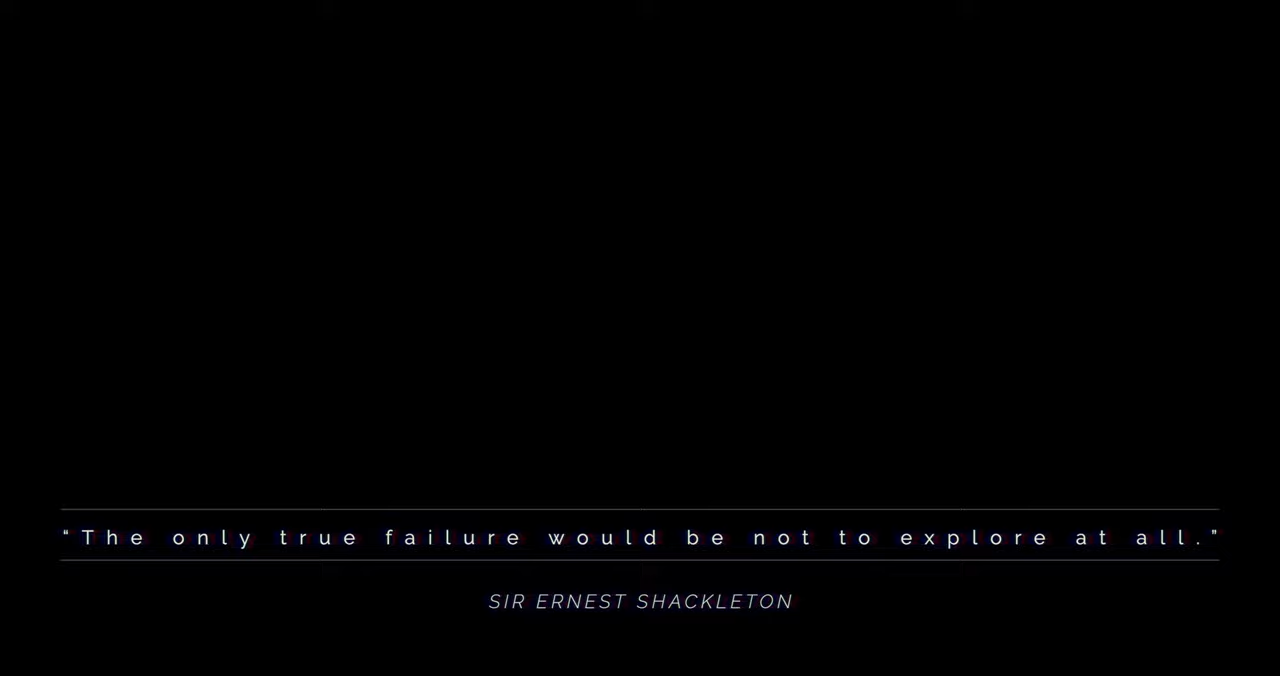 “The only true failure would be not to explore at all.”
SIR ERNEST SHACKLETON